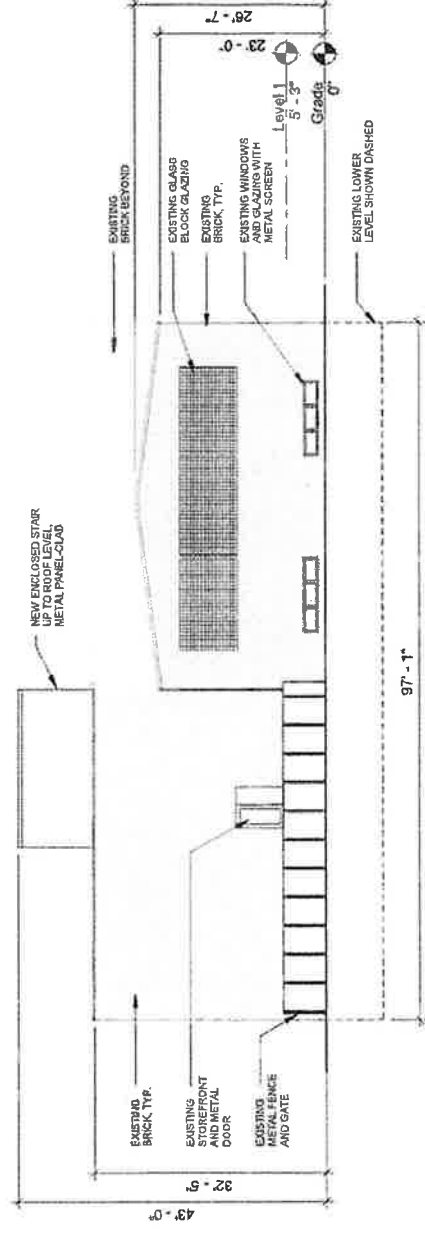 43' - 0"
32' - 5"
EXISTING
BRICK, TYP.
EXISTING
STOREFRONT
AND METAL
DOOR
EXISTING
METAL FENCE
AND GATE
NEW ENCLOSED STAIR
UP TO ROOF LEVEL,
METAL PANEL-CLAD
97' - 1"
EXISTING
BRICK BEYOND
EXISTING GLASS
BLOCK GLAZING
EXISTING
BRICK, TYP.
EXISTING WINDOWS
AND GLAZING WITH
METAL SCREEN
EXISTING LOWER
LEVEL SHOWN DASHED
26' - 7"
23' - 0"
Level 1
5' - 3"
Grade
0"